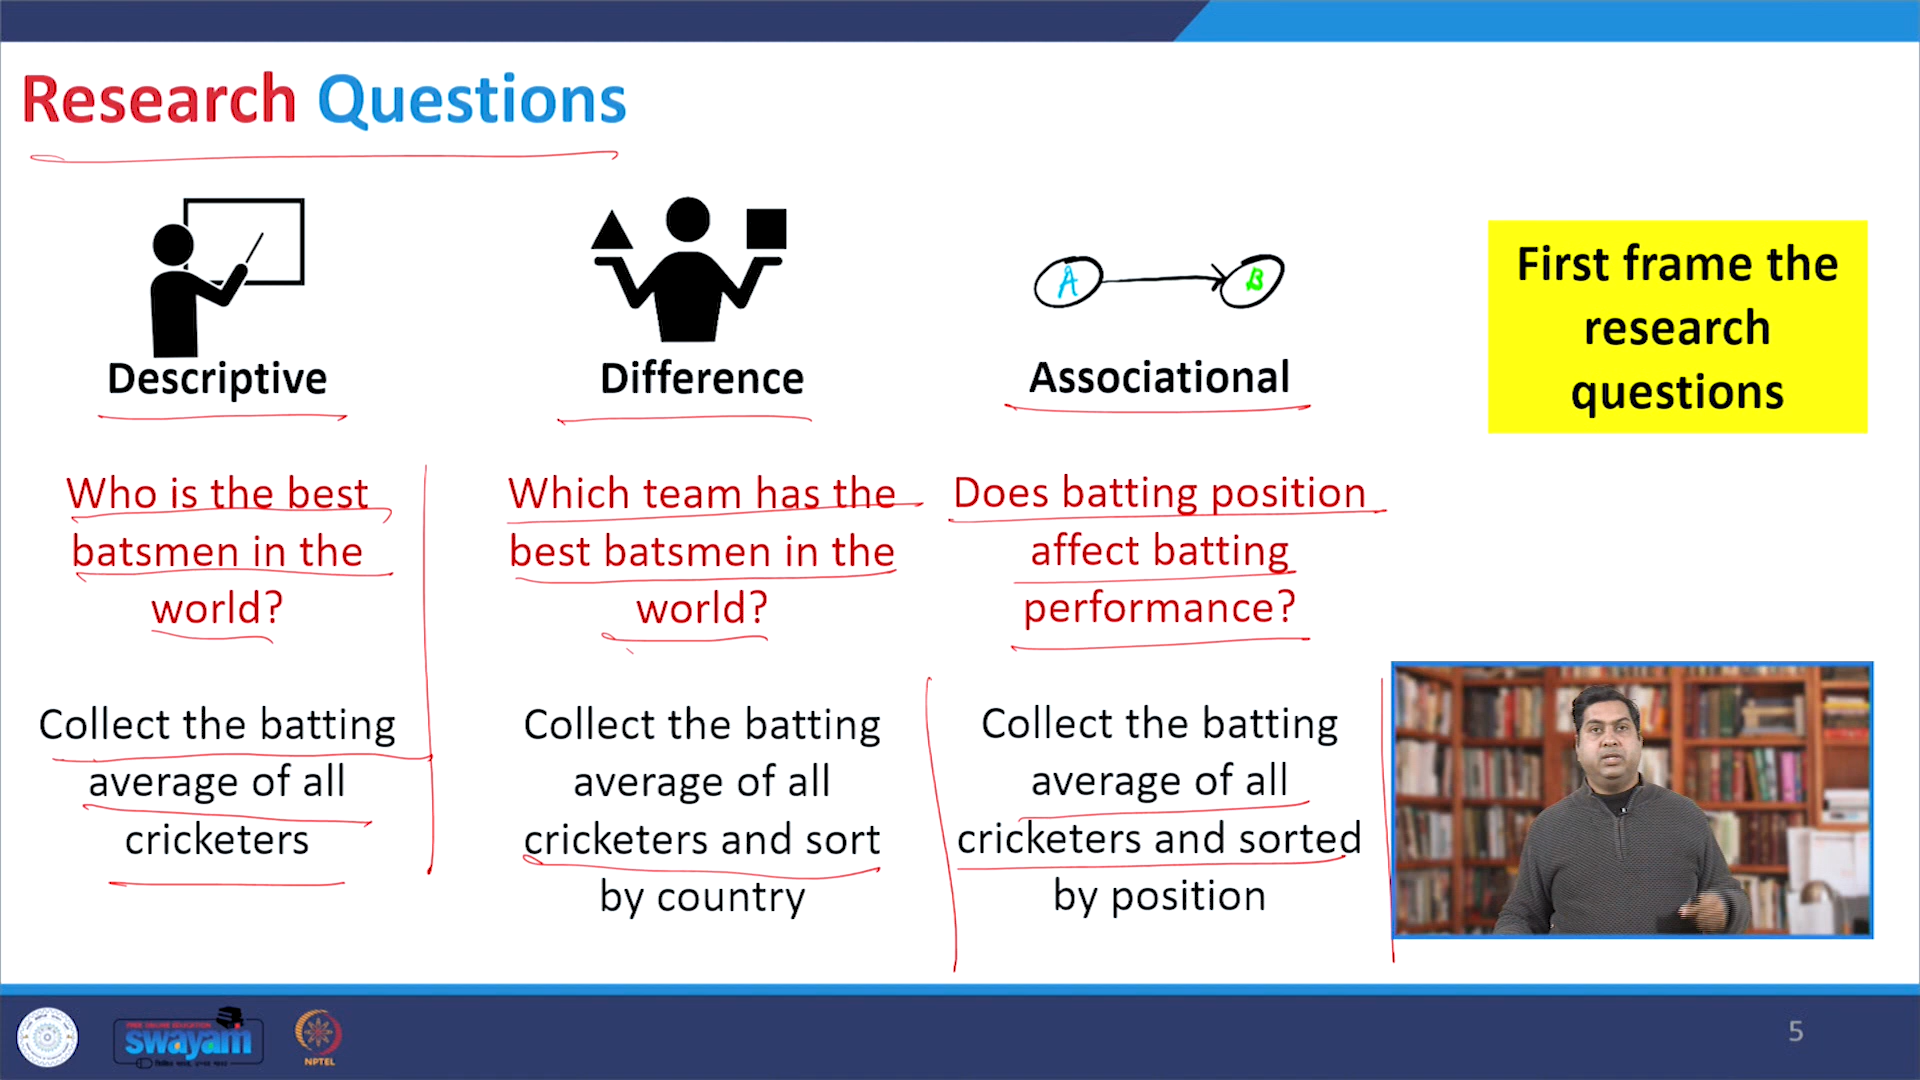 Research Questions
A
B
Descriptive
Difference
Associational
First frame the
research
questions
Who is the best
batsmen in the
world?
Which team has the
best batsmen in the
world?
Does batting position
affect batting
performance?
Collect the batting
average of all
cricketers
Collect the batting
average of all
cricketers and sort
by country
Collect the batting
average of all
cricketers and sorted
by position
FREE ONLINE EDUCATION
swayam
NPTEL
5